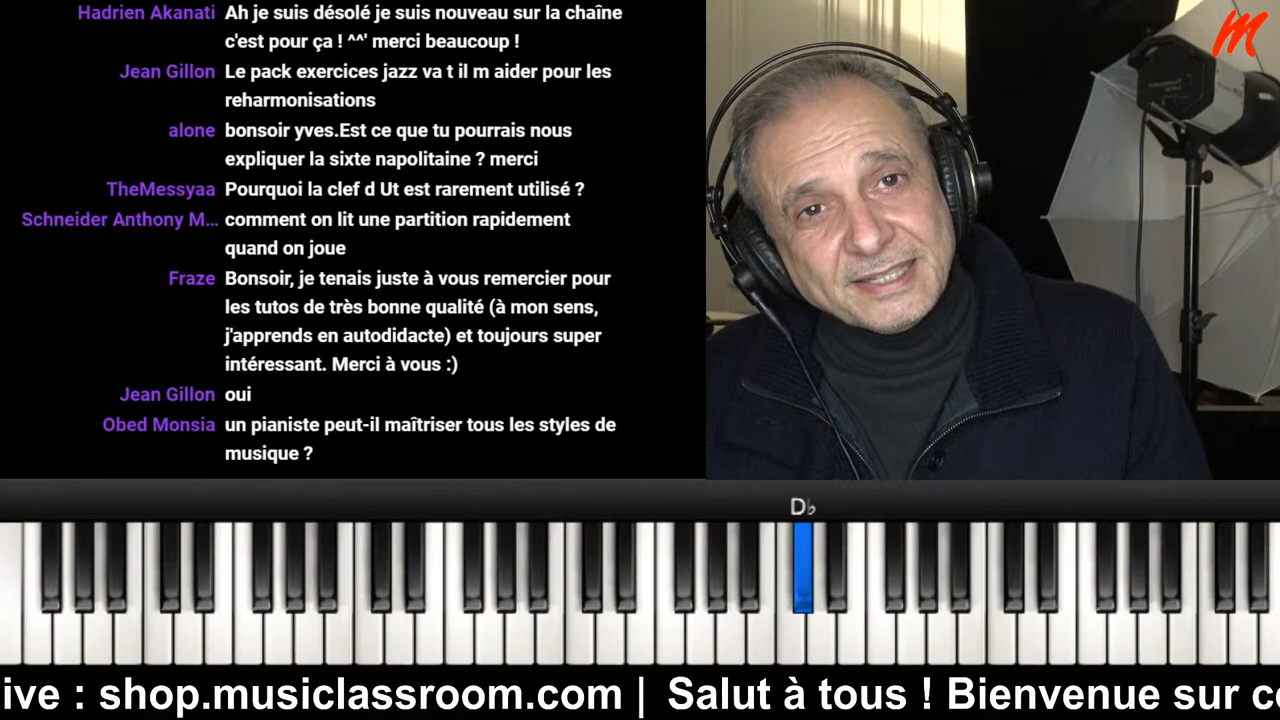 Hadrien Akanati Ah je suis désolé je suis nouveau sur la chaîne
c'est pour ça ! ^^' merci beaucoup !
Jean Gillon Le pack exercices jazz va t il m aider pour les
reharmonisations
alone bonsoir yves.Est ce que tu pourrais nous
expliquer la sixte napolitaine ? merci
TheMessyaa Pourquoi la clef d Ut est rarement utilisé ?
Schneider Anthony M... comment on lit une partition rapidement
quand on joue
Fraze Bonsoir, je tenais juste à vous remercier pour
les tutos de très bonne qualité (à mon sens,
j'apprends en autodidacte) et toujours super
intéressant. Merci à vous :)
Jean Gillon oui
Obed Monsia un pianiste peut-il maîtriser tous les styles de
musique ?
M
D♭
ive : shop.musiclassroom.com | Salut à tous ! Bienvenue sur ce